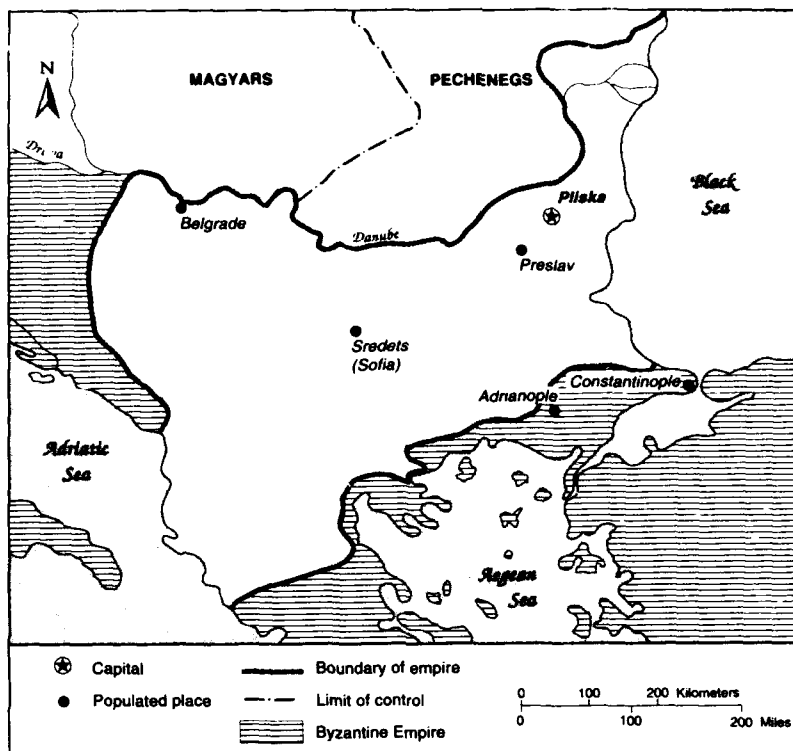 N
MAGYARS
PECHENEGS
Pliska
Black
Sea
Belgrade
Danube
Preslav
Sredets
(Sofia)
Constantinople
Adrianople
Adriatic
Sea
Aegean
Sea
Capital
Boundary of empire
Populated place
Limit of control
Byzantine Empire
0 100 200 Kilometers
0 100 200 Miles